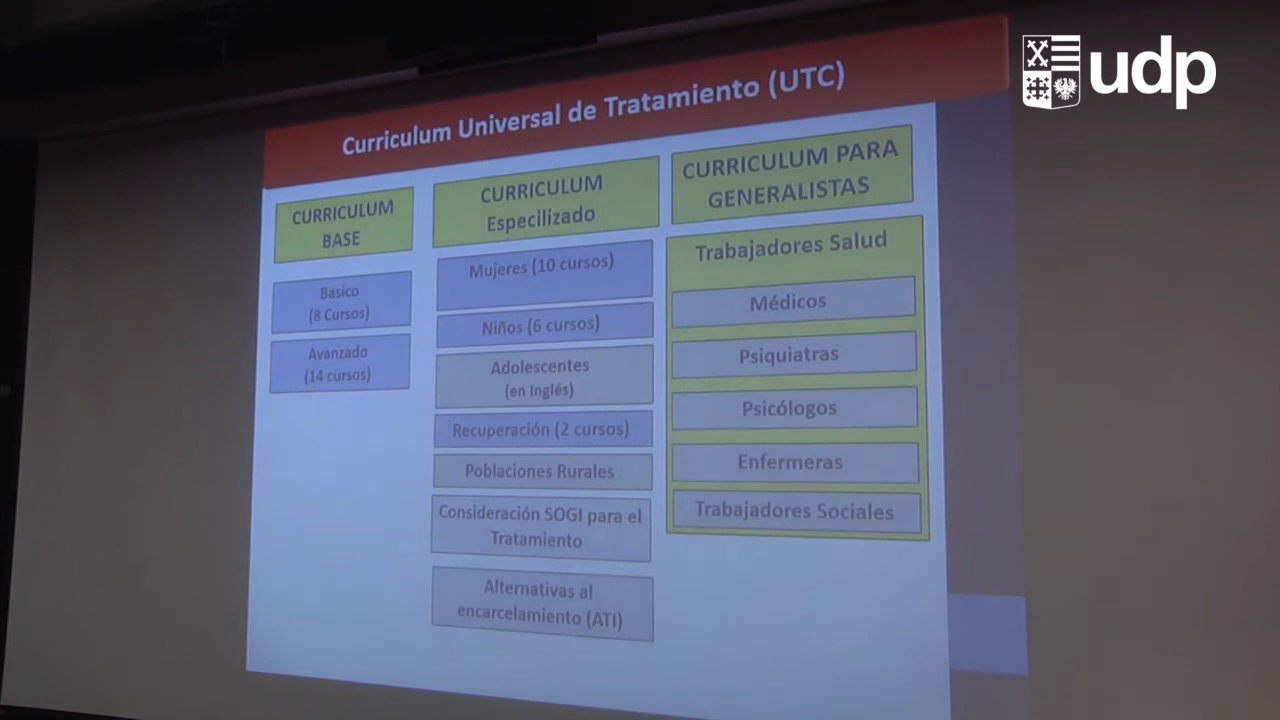 udp
Curriculum Universal de Tratamiento (UTC)
CURRICULUM
BASE
Basico
(8 Cursos)
Avanzado
(14 cursos)
CURRICULUM
Especilizado
Mujeres (10 cursos)
Niños (6 cursos)
Adolescentes
(en Inglés)
Recuperación (2 cursos)
Poblaciones Rurales
Consideración SOGI para el
Tratamiento
Alternativas al
encarcelamiento (ATI)
CURRICULUM PARA
GENERALISTAS
Trabajadores Salud
Médicos
Psiquiatras
Psicólogos
Enfermeras
Trabajadores Sociales